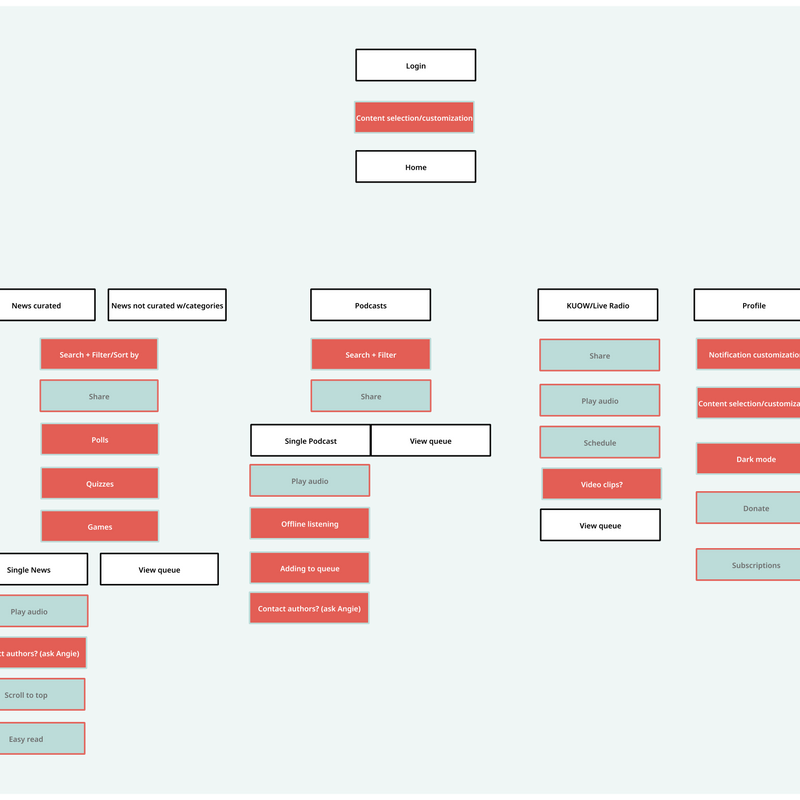 Login
Content selection/customization
Home
News curated
News not curated w/categories
Podcasts
KUOW/Live Radio
Profile
Search + Filter/Sort by
Share
Polls
Quizzes
Games
Single News
View queue
Play audio
ct authors? (ask Angie)
Scroll to top
Easy read
Search + Filter
Share
Single Podcast
View queue
Play audio
Offline listening
Adding to queue
Contact authors? (ask Angie)
Share
Play audio
Schedule
Video clips?
View queue
Notification customizatio
Content selection/customiza
Dark mode
Donate
Subscriptions